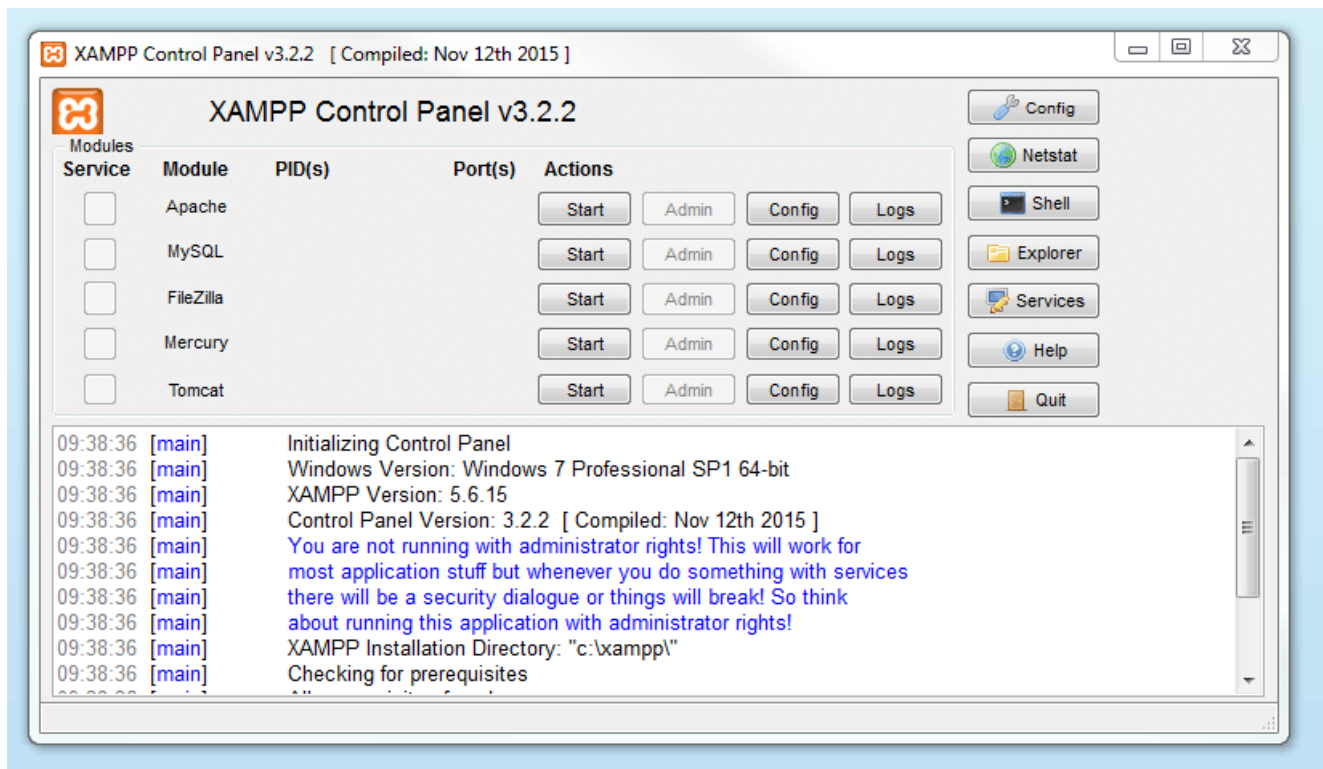 XAMPP Control Panel v3.2.2 [ Compiled: Nov 12th 2015 ]
XAMPP Control Panel v3.2.2
Config
Modules
Netstat
Service Module PID(s) Port(s) Actions
Apache Start Admin Config Logs
Shell
MySQL Start Admin Config Logs
Explorer
FileZilla Start Admin Config Logs
Services
Mercury Start Admin Config Logs
Help
Tomcat Start Admin Config Logs
Quit
09:38:36 [main] Initializing Control Panel
09:38:36 [main] Windows Version: Windows 7 Professional SP1 64-bit
09:38:36 [main] XAMPP Version: 5.6.15
09:38:36 [main] Control Panel Version: 3.2.2 [ Compiled: Nov 12th 2015 ]
09:38:36 [main] You are not running with administrator rights! This will work for
09:38:36 [main] most application stuff but whenever you do something with services
09:38:36 [main] there will be a security dialogue or things will break! So think
09:38:36 [main] about running this application with administrator rights!
09:38:36 [main] XAMPP Installation Directory: "c:\xampp\"
09:38:36 [main] Checking for prerequisites